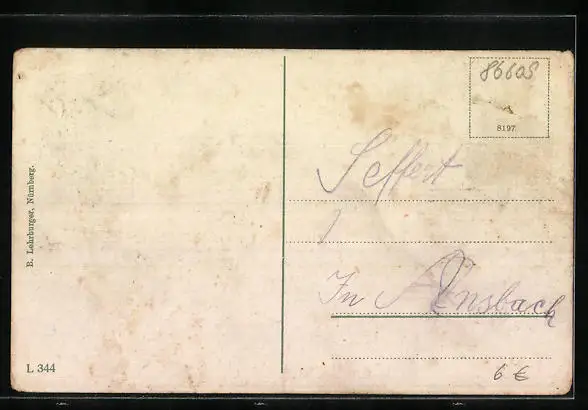 86605
8197
B. Lehrburger, Nürnberg.
Seffert
In Ansbach
L 344
6 €